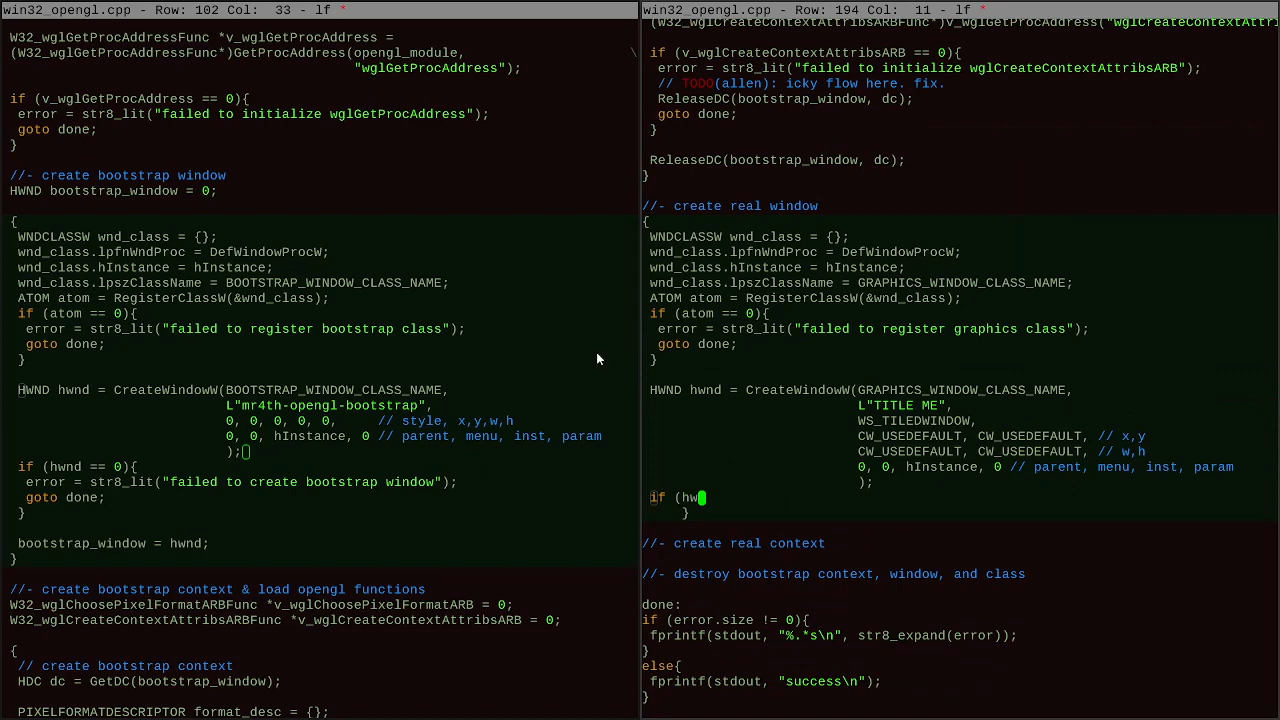 win32_opengl.cpp - Row: 102 Col:  33 - lf *
W32_wglGetProcAddressFunc *v_wglGetProcAddress =
(W32_wglGetProcAddressFunc*)GetProcAddress(opengl_module, \
"wglGetProcAddress");
if (v_wglGetProcAddress == 0){
error = str8_lit("failed to initialize wglGetProcAddress");
goto done;
}
//- create bootstrap window
HWND bootstrap_window = 0;
{
WNDCLASSW wnd_class = {};
wnd_class.lpfnWndProc = DefWindowProcW;
wnd_class.hInstance = hInstance;
wnd_class.lpszClassName = BOOTSTRAP_WINDOW_CLASS_NAME;
ATOM atom = RegisterClassW(&wnd_class);
if (atom == 0){
error = str8_lit("failed to register bootstrap class");
goto done;
}
HWND hwnd = CreateWindowW(BOOTSTRAP_WINDOW_CLASS_NAME,
L"mr4th-opengl-bootstrap",
0, 0, 0, 0, 0,     // style, x,y,w,h
0, 0, hInstance, 0 // parent, menu, inst, param
);
if (hwnd == 0){
error = str8_lit("failed to create bootstrap window");
goto done;
}
bootstrap_window = hwnd;
}
//- create bootstrap context & load opengl functions
W32_wglChoosePixelFormatARBFunc *v_wglChoosePixelFormatARB = 0;
W32_wglCreateContextAttribsARBFunc *v_wglCreateContextAttribsARB = 0;
{
// create bootstrap context
HDC dc = GetDC(bootstrap_window);
PIXELFORMATDESCRIPTOR format_desc = {};
win32_opengl.cpp - Row: 194 Col:  11 - lf *
(W32_wglCreateContextAttribsARBFunc*)v_wglGetProcAddress("wglCreateContextAttri
if (v_wglCreateContextAttribsARB == 0){
error = str8_lit("failed to initialize wglCreateContextAttribsARB");
// TODO(allen): icky flow here. fix.
ReleaseDC(bootstrap_window, dc);
goto done;
}
ReleaseDC(bootstrap_window, dc);
}
//- create real window
{
WNDCLASSW wnd_class = {};
wnd_class.lpfnWndProc = DefWindowProcW;
wnd_class.hInstance = hInstance;
wnd_class.lpszClassName = GRAPHICS_WINDOW_CLASS_NAME;
ATOM atom = RegisterClassW(&wnd_class);
if (atom == 0){
error = str8_lit("failed to register graphics class");
goto done;
}
HWND hwnd = CreateWindowW(GRAPHICS_WINDOW_CLASS_NAME,
L"TITLE ME",
WS_TILEDWINDOW,
CW_USEDEFAULT, CW_USEDEFAULT, // x,y
CW_USEDEFAULT, CW_USEDEFAULT, // w,h
0, 0, hInstance, 0 // parent, menu, inst, param
);
if (hw
}
//- create real context
//- destroy bootstrap context, window, and class
done:
if (error.size != 0){
fprintf(stdout, "%.*s\n", str8_expand(error));
}
else{
fprintf(stdout, "success\n");
}